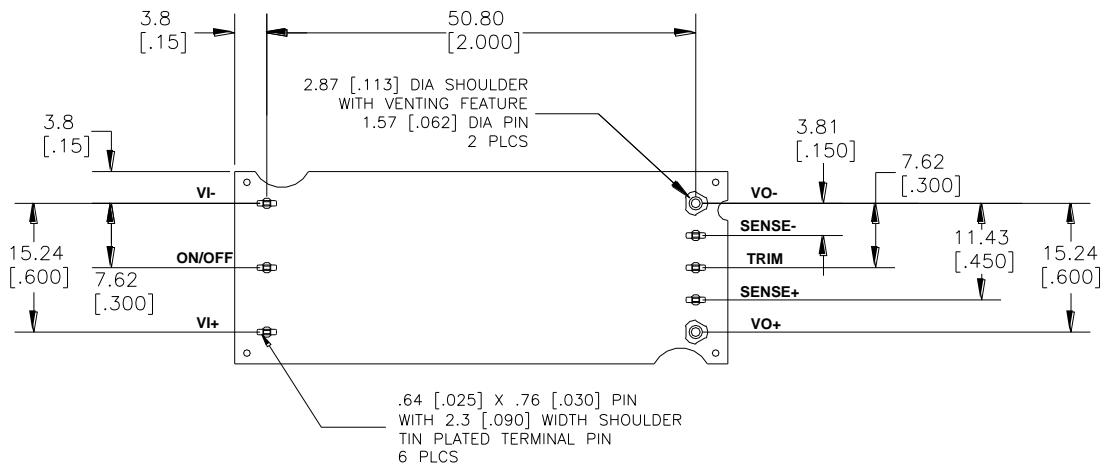 3.8
[.15]
50.80
[2.000]
2.87 [.113] DIA SHOULDER
WITH VENTING FEATURE
1.57 [.062] DIA PIN
2 PLCS
3.8
[.15]
3.81
[.150]
7.62
[.300]
VI-
VO-
SENSE-
ON/OFF
TRIM
SENSE+
VI+
VO+
15.24
[.600]
7.62
[.300]
11.43
[.450]
15.24
[.600]
.64 [.025] X .76 [.030] PIN
WITH 2.3 [.090] WIDTH SHOULDER
TIN PLATED TERMINAL PIN
6 PLCS